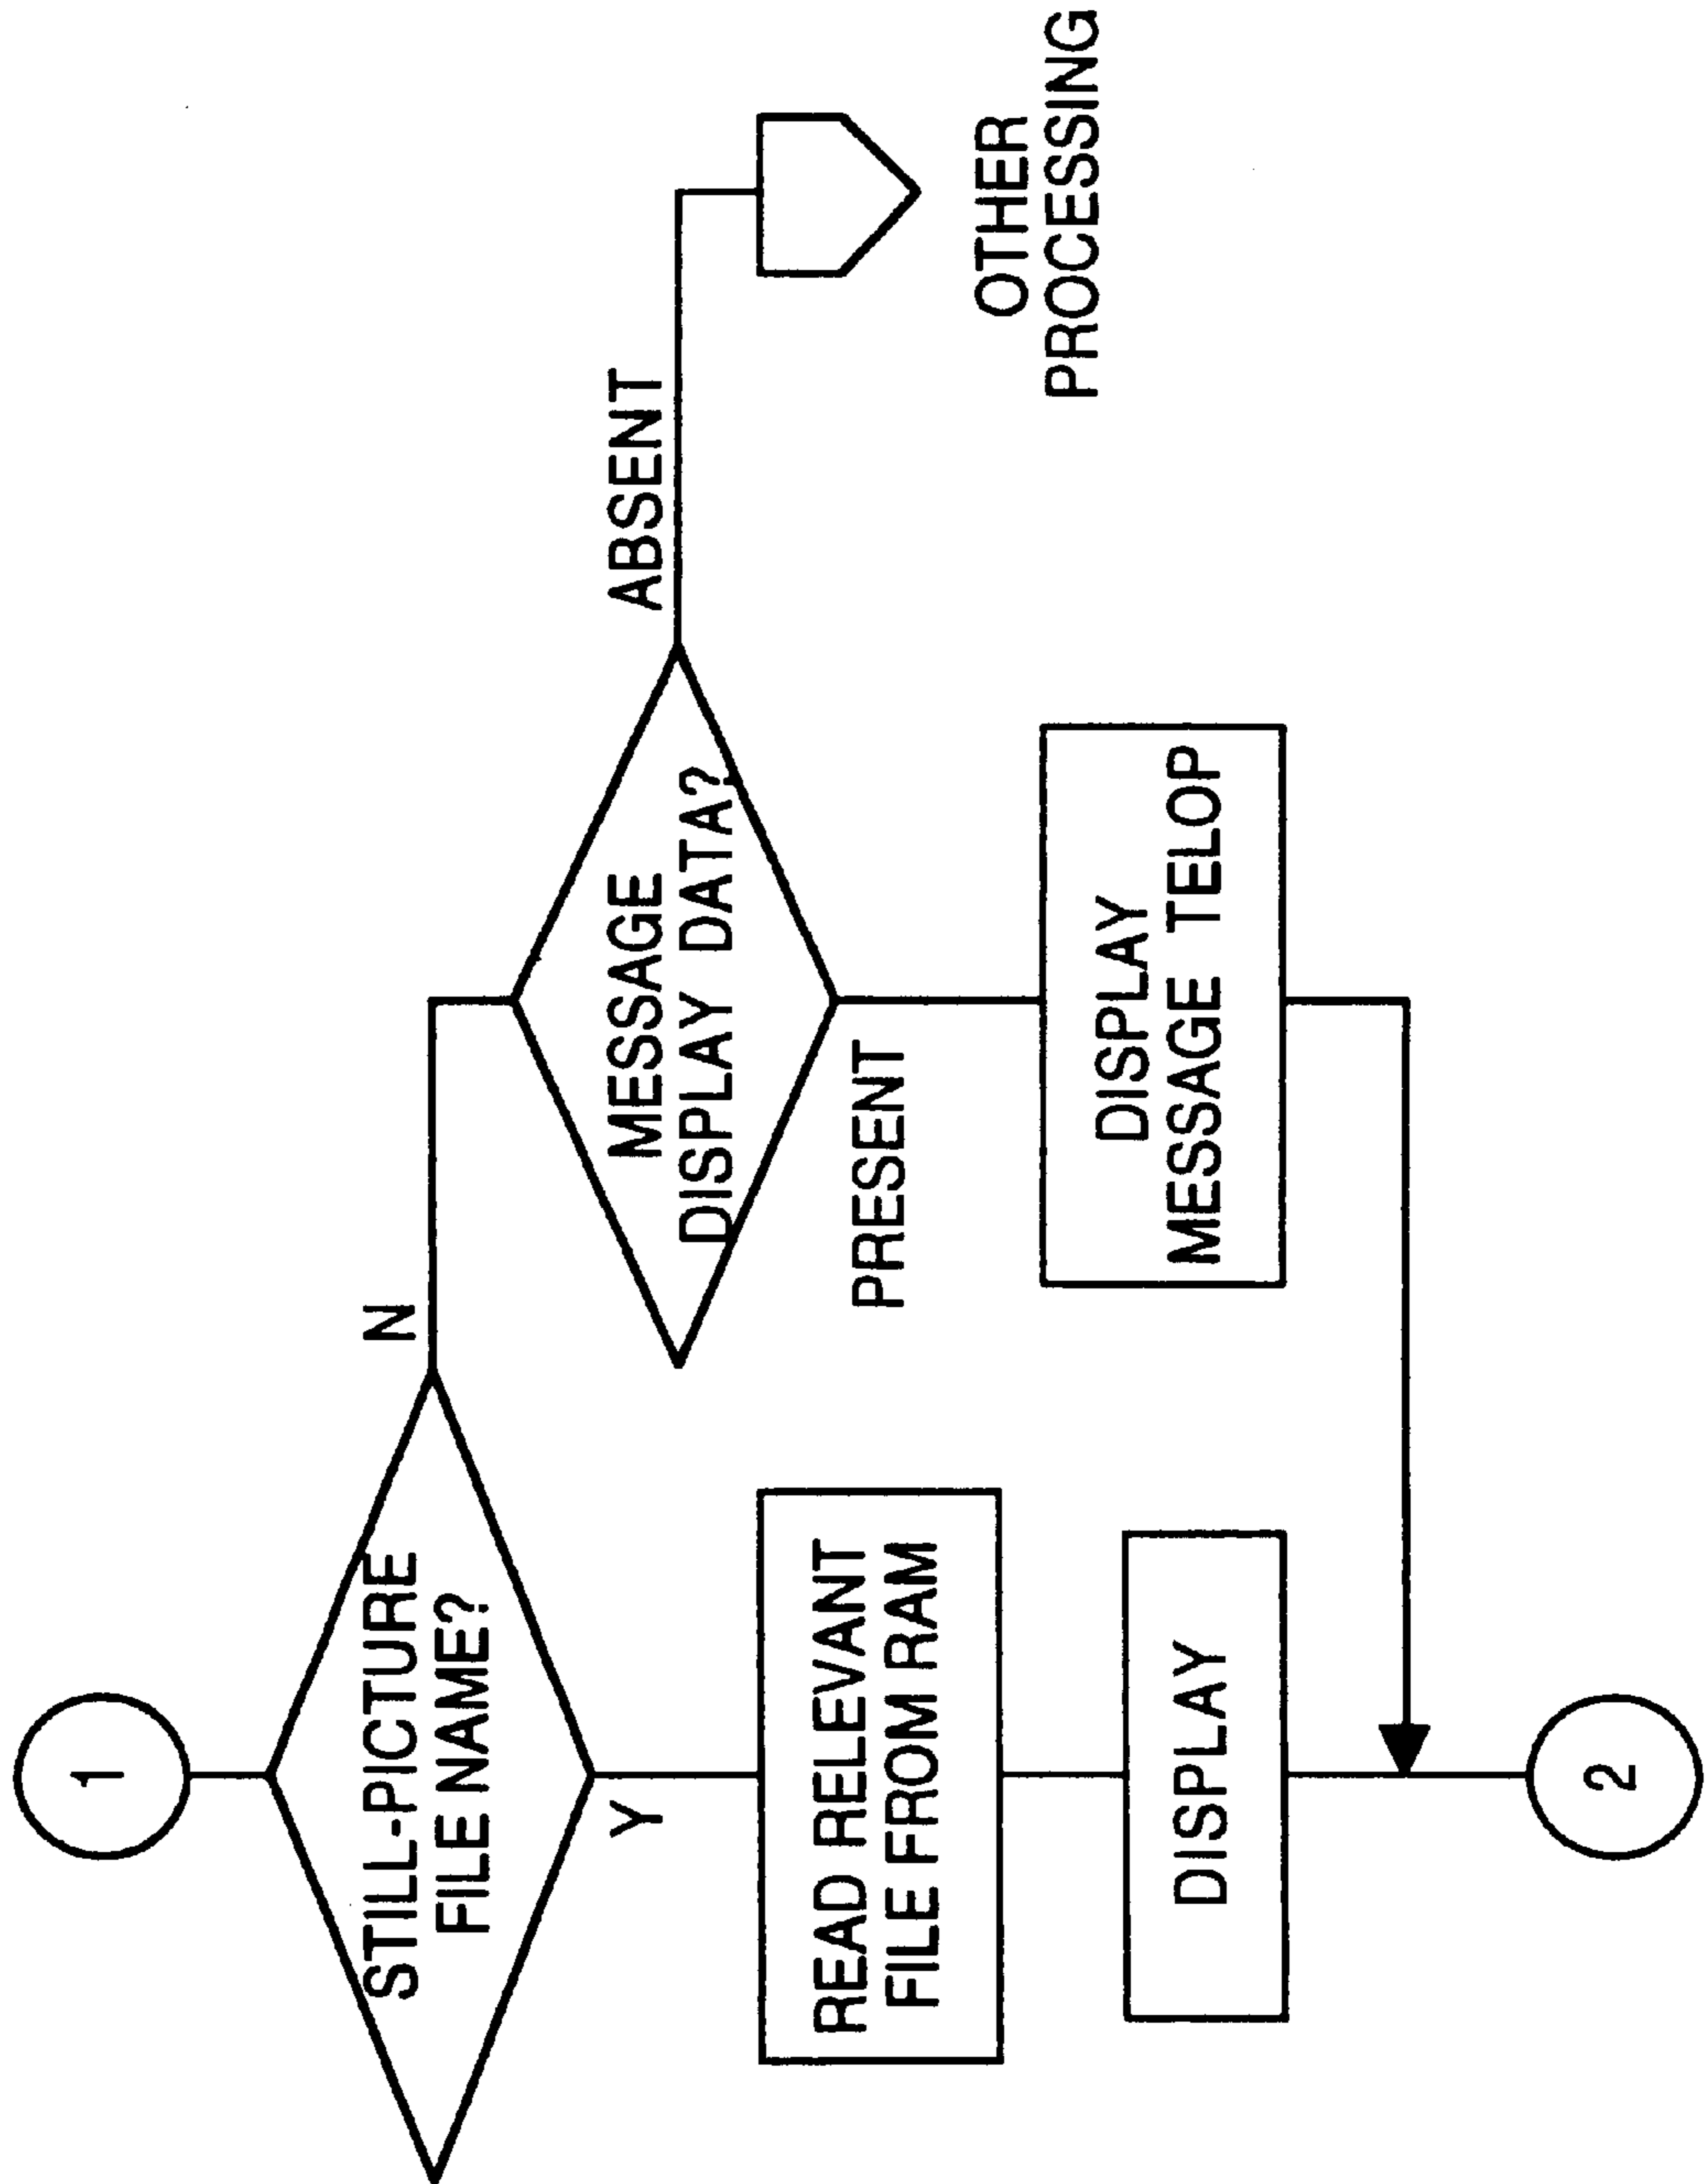 1
STILL-PICTURE
FILE NAME?
N
Y
READ RELEVANT
FILE FROM RAM
DISPLAY
2
MESSAGE
DISPLAY DATA?
ABSENT
PRESENT
DISPLAY
MESSAGE TELOP
OTHER
PROCESSING